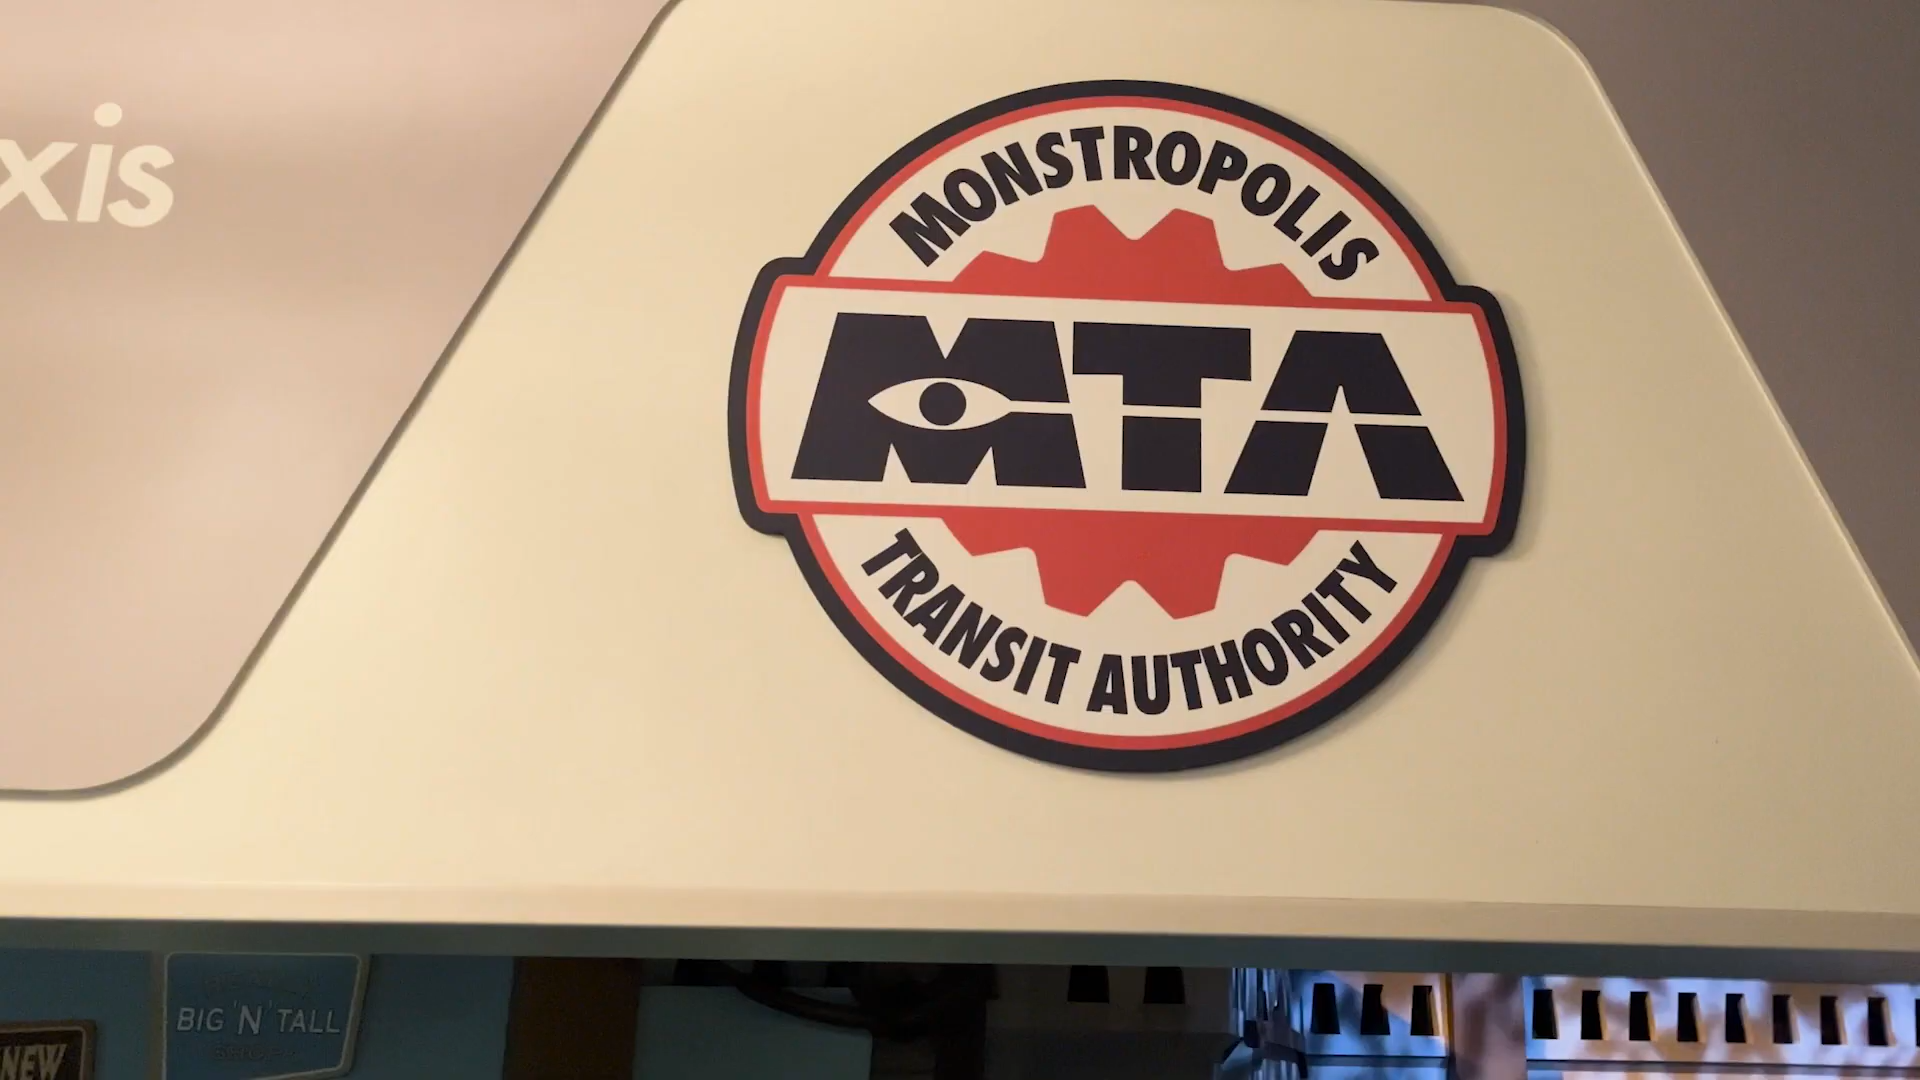 xis
MONSTROPOLIS
MTA
TRANSIT AUTHORITY
BIG 'N' TALL
NEW